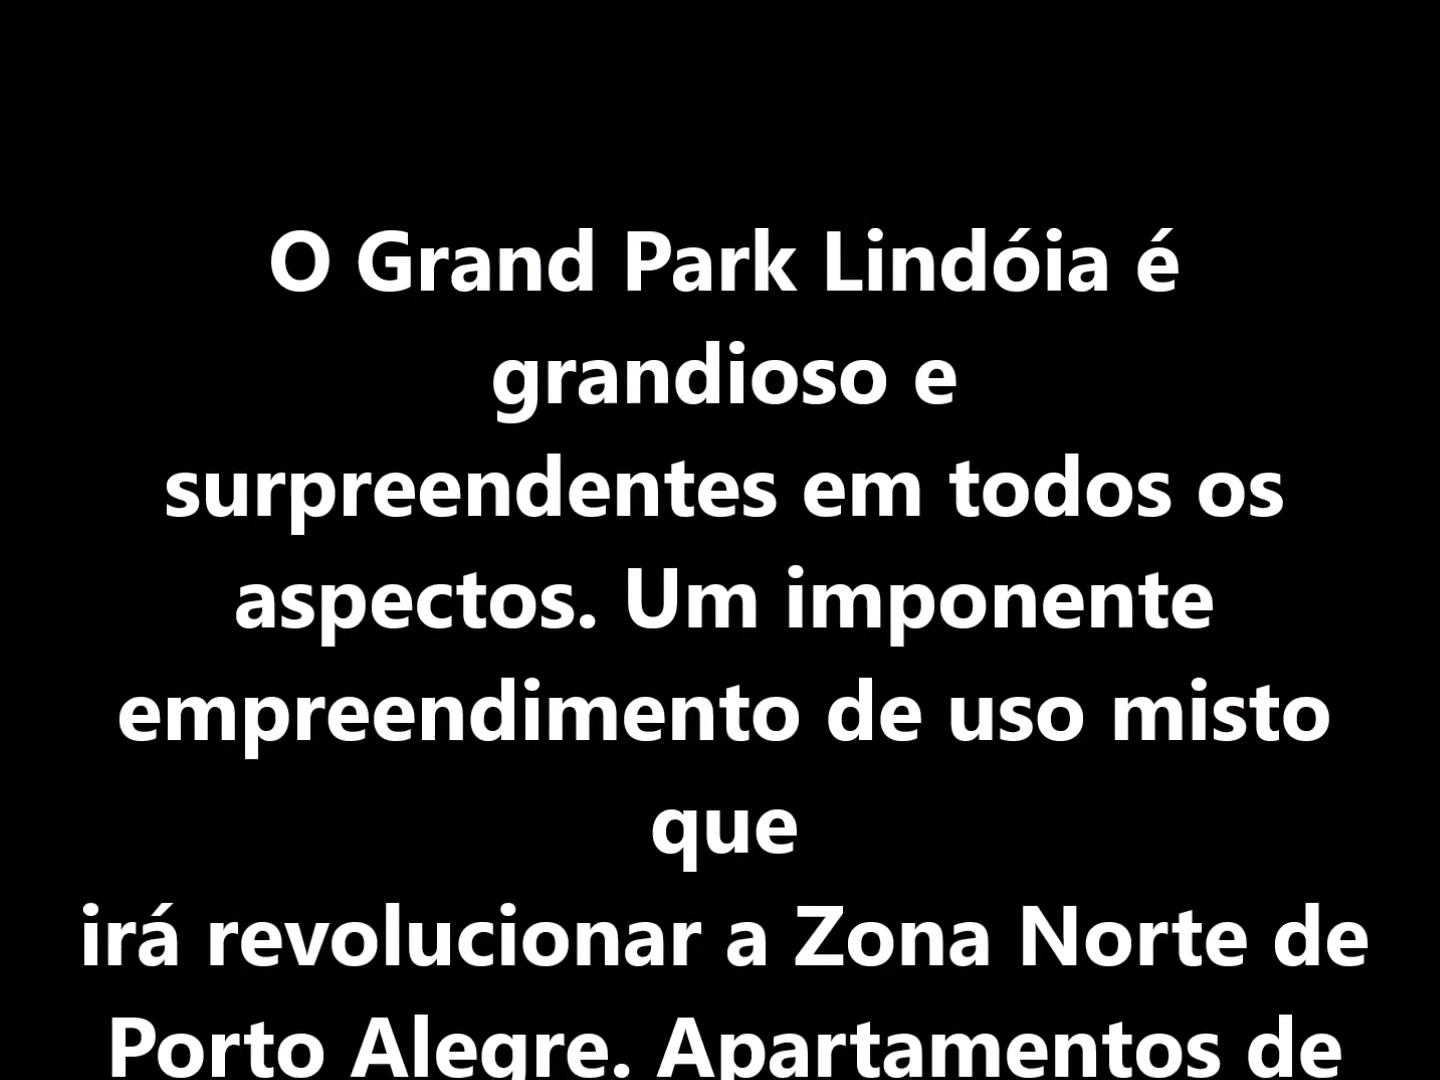 O Grand Park Lindóia é
grandioso e
surpreendentes em todos os
aspectos. Um imponente
empreendimento de uso misto
que
irá revolucionar a Zona Norte de
Porto Alegre. Apartamentos de